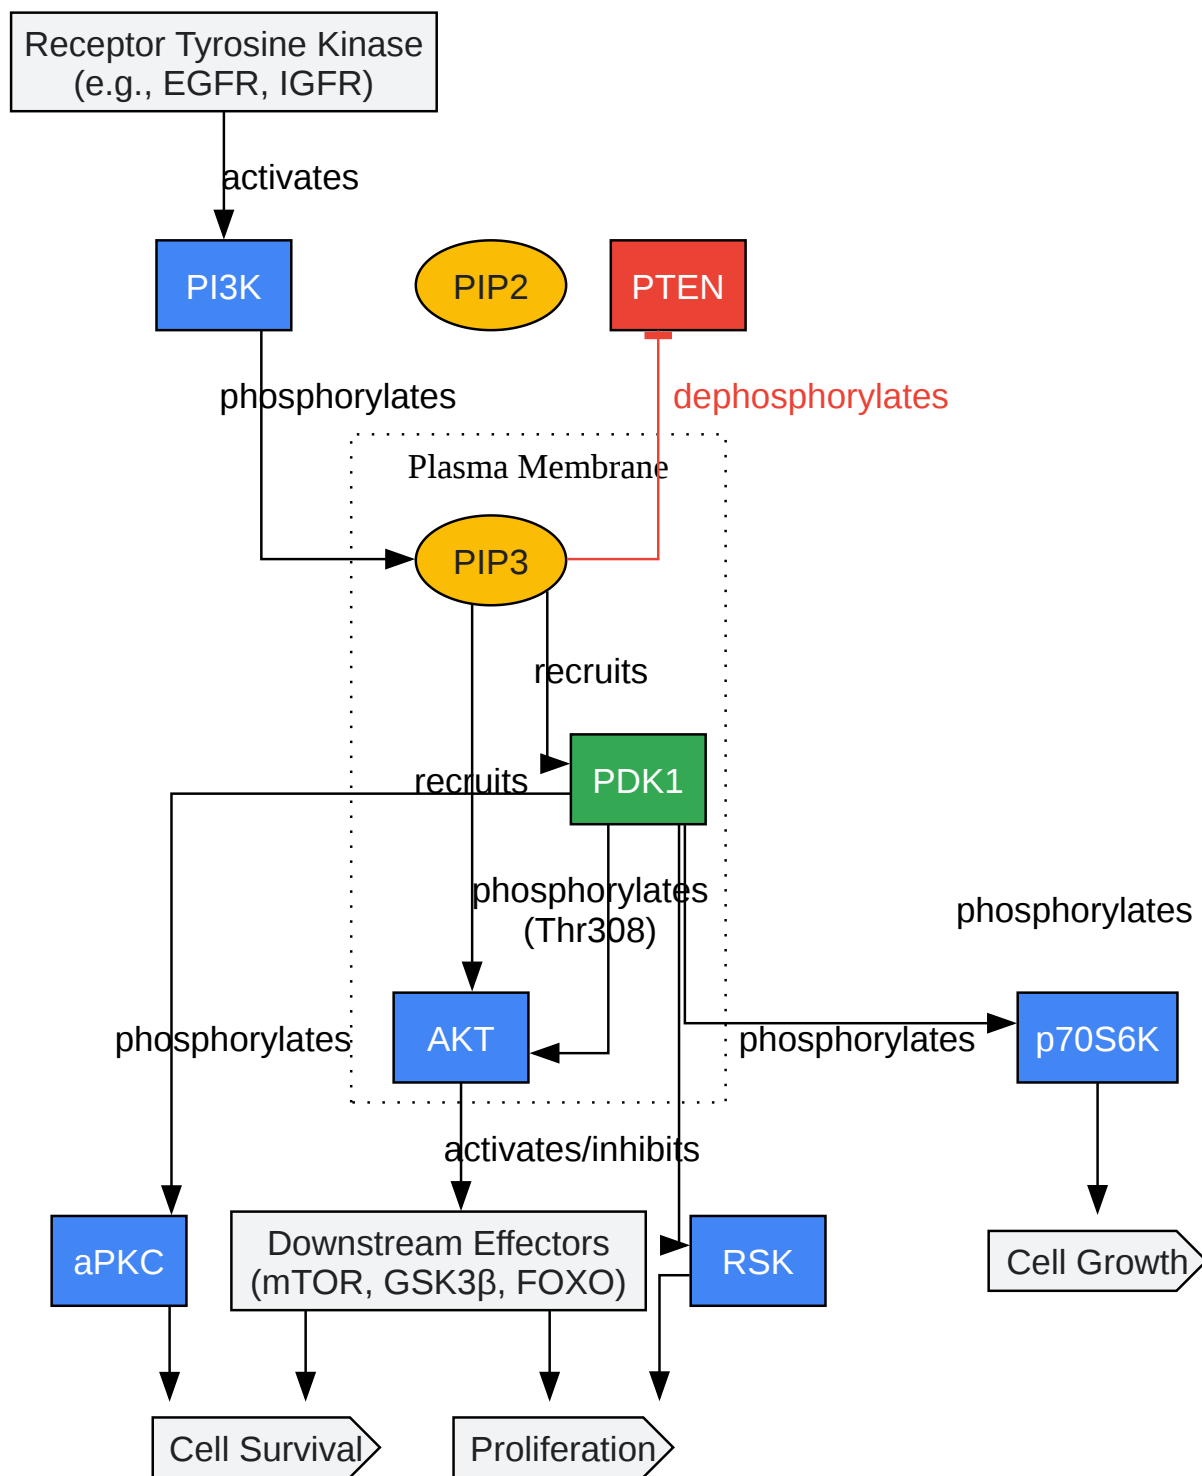 Receptor Tyrosine Kinase
(e.g., EGFR, IGFR)
activates
PI3K
PIP2
PTEN
phosphorylates
dephosphorylates
Plasma Membrane
PIP3
recruits
recruits
PDK1
phosphorylates
(Thr308)
phosphorylates
phosphorylates
AKT
phosphorylates
p70S6K
activates/inhibits
aPKC
Downstream Effectors
(mTOR, GSK3β, FOXO)
RSK
Cell Growth
Cell Survival
Proliferation